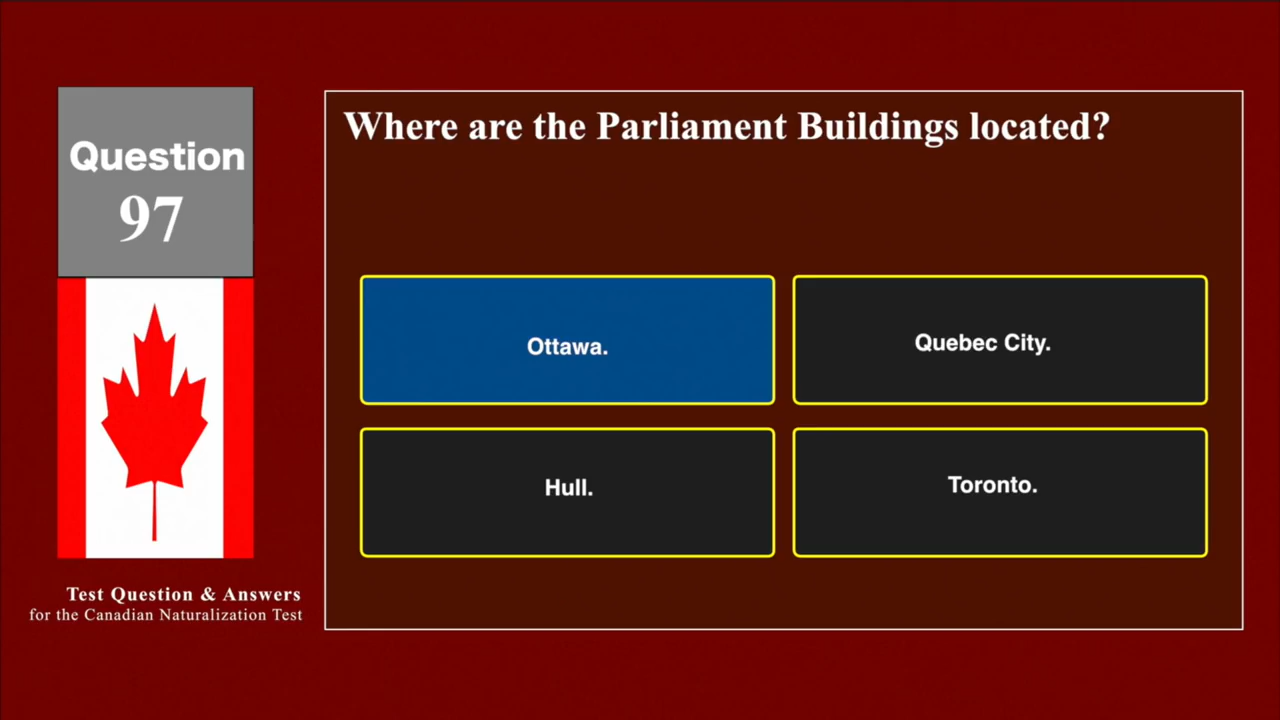 Question
97
Test Question & Answers
for the Canadian Naturalization Test
Where are the Parliament Buildings located?
Ottawa.
Quebec City.
Hull.
Toronto.